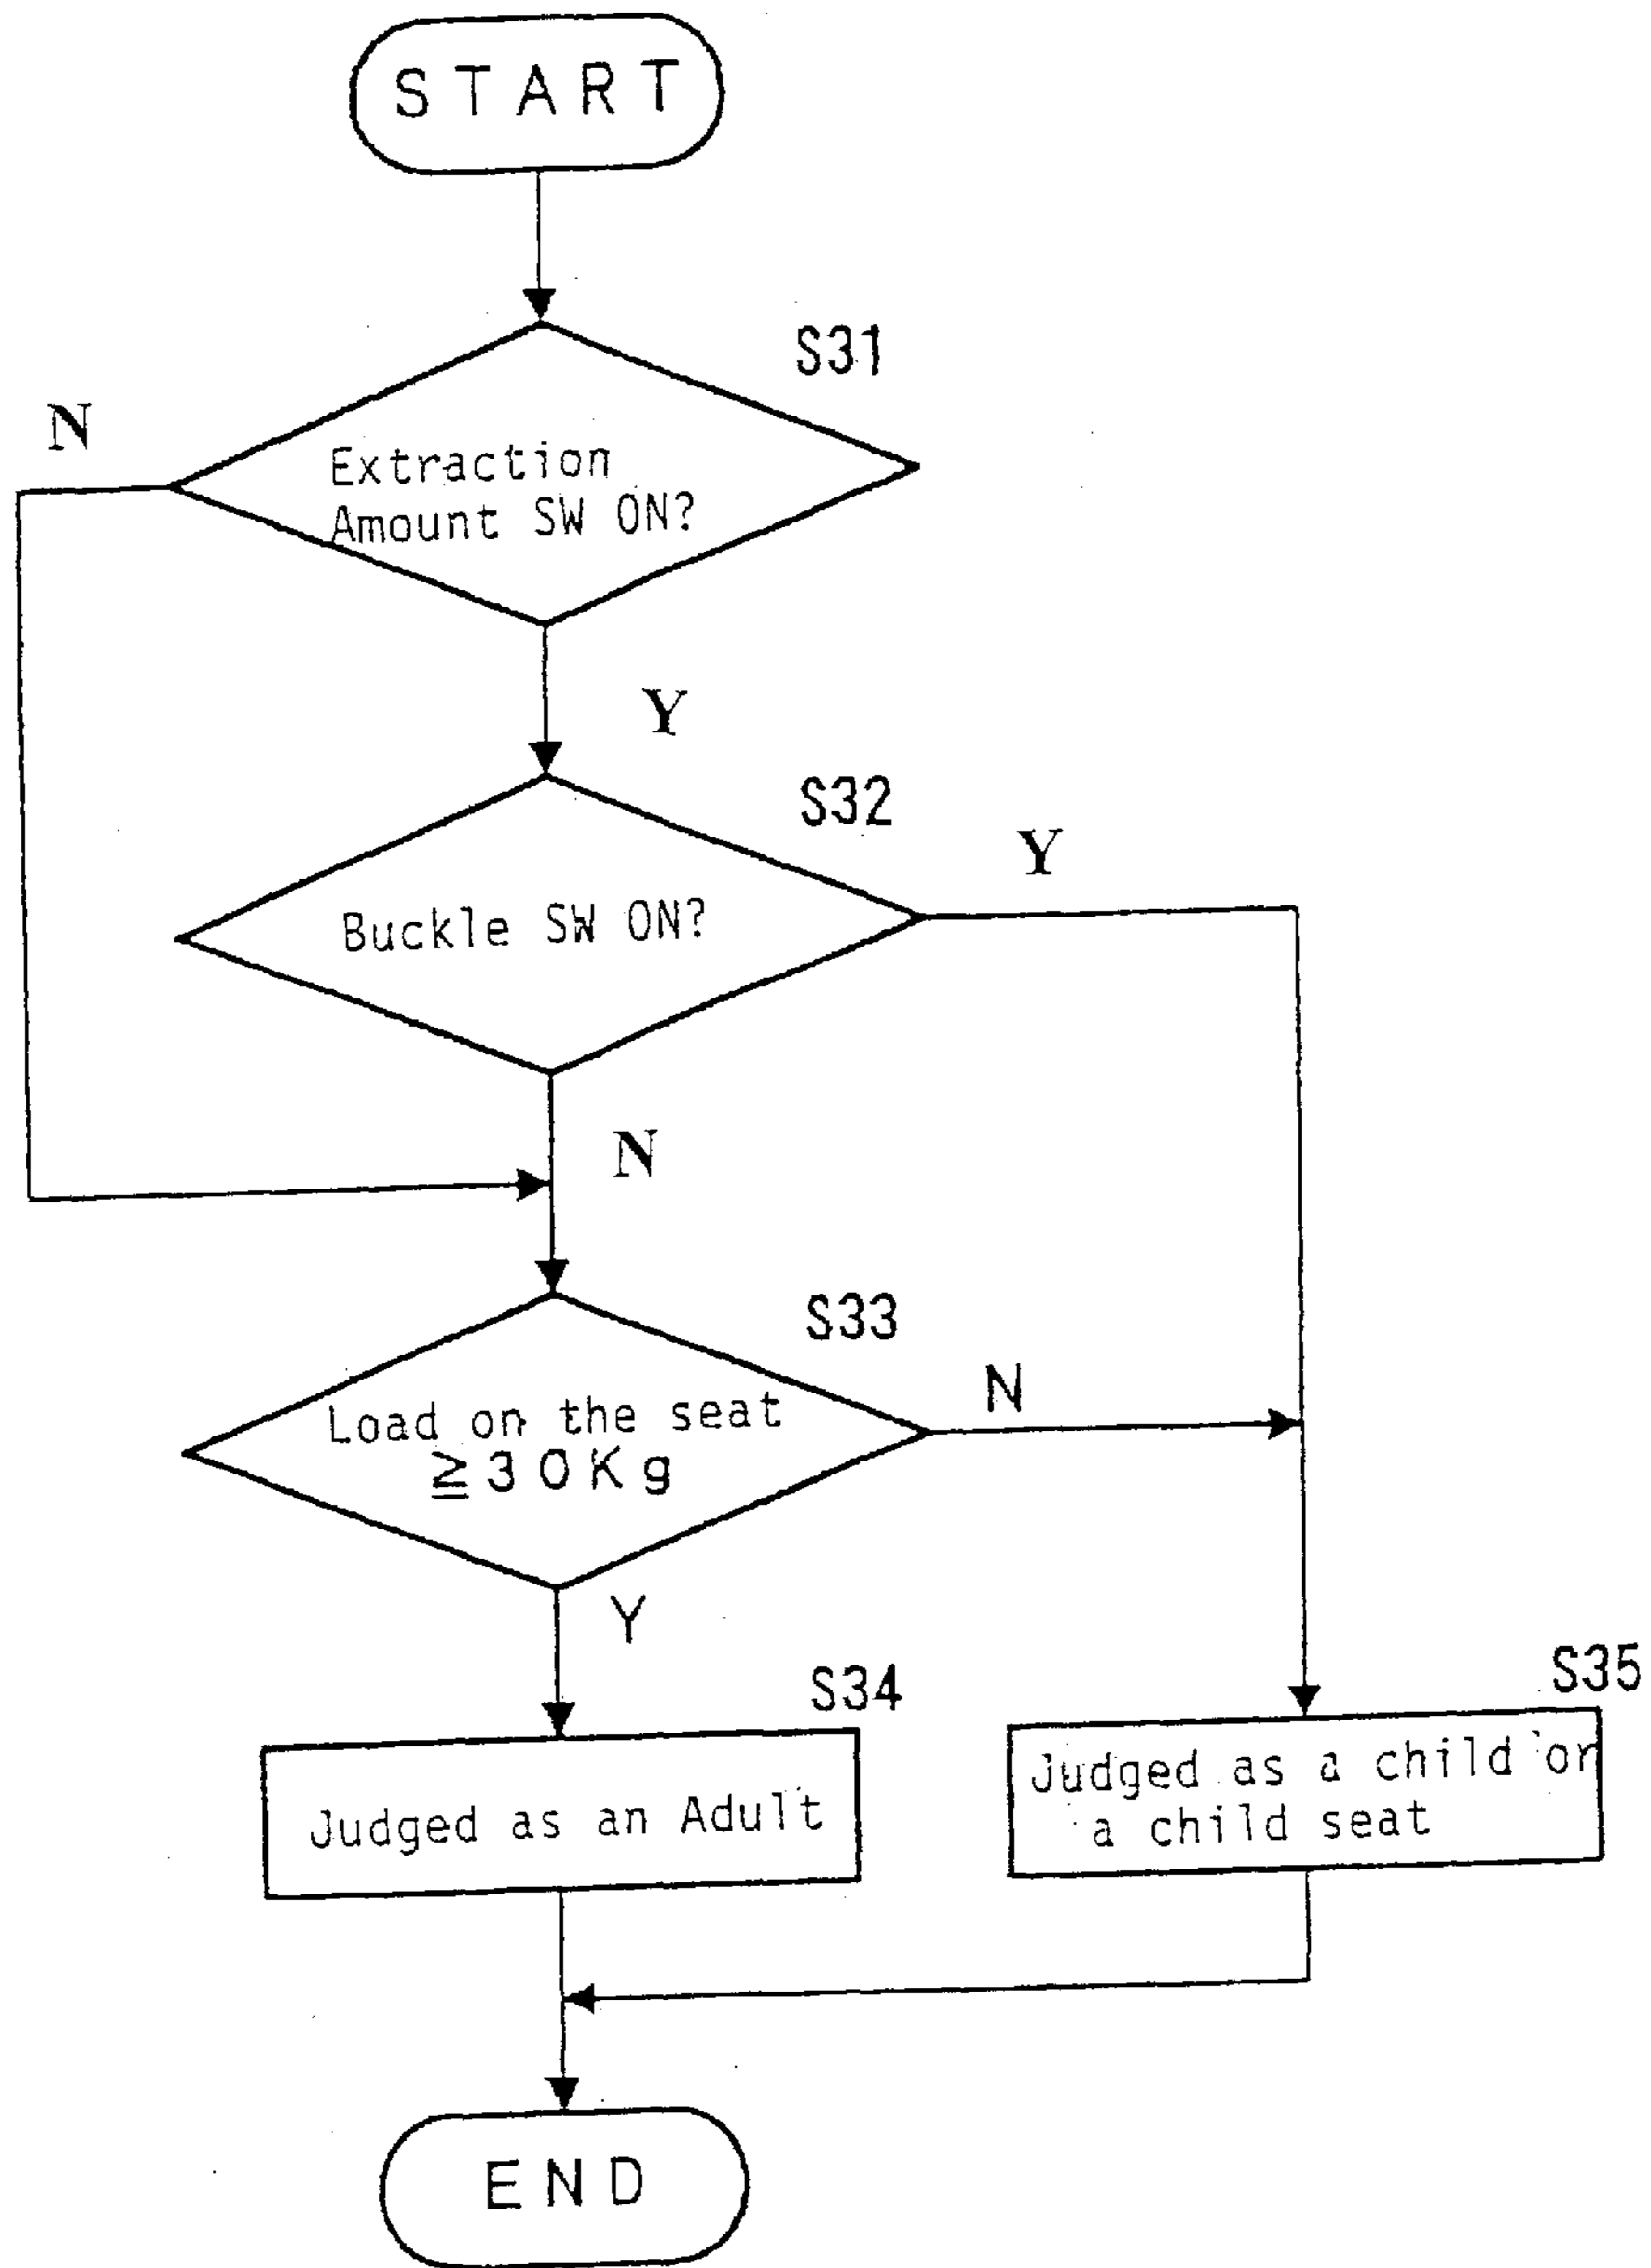 START
S31
N
Extraction
Amount SW ON?
Y
S32
Y
Buckle SW ON?
N
S33
N
Load on the seat
≧30Kg
Y
S34
S35
Judged as an Adult
Judged as a child or
a child seat
END